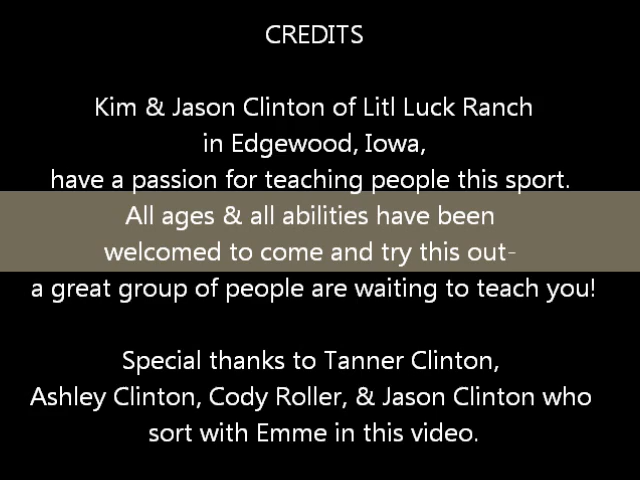 CREDITS
Kim & Jason Clinton of Litl Luck Ranch
in Edgewood, Iowa,
have a passion for teaching people this sport.
All ages & all abilities have been
welcomed to come and try this out-
a great group of people are waiting to teach you!
Special thanks to Tanner Clinton,
Ashley Clinton, Cody Roller, & Jason Clinton who
sort with Emme in this video.